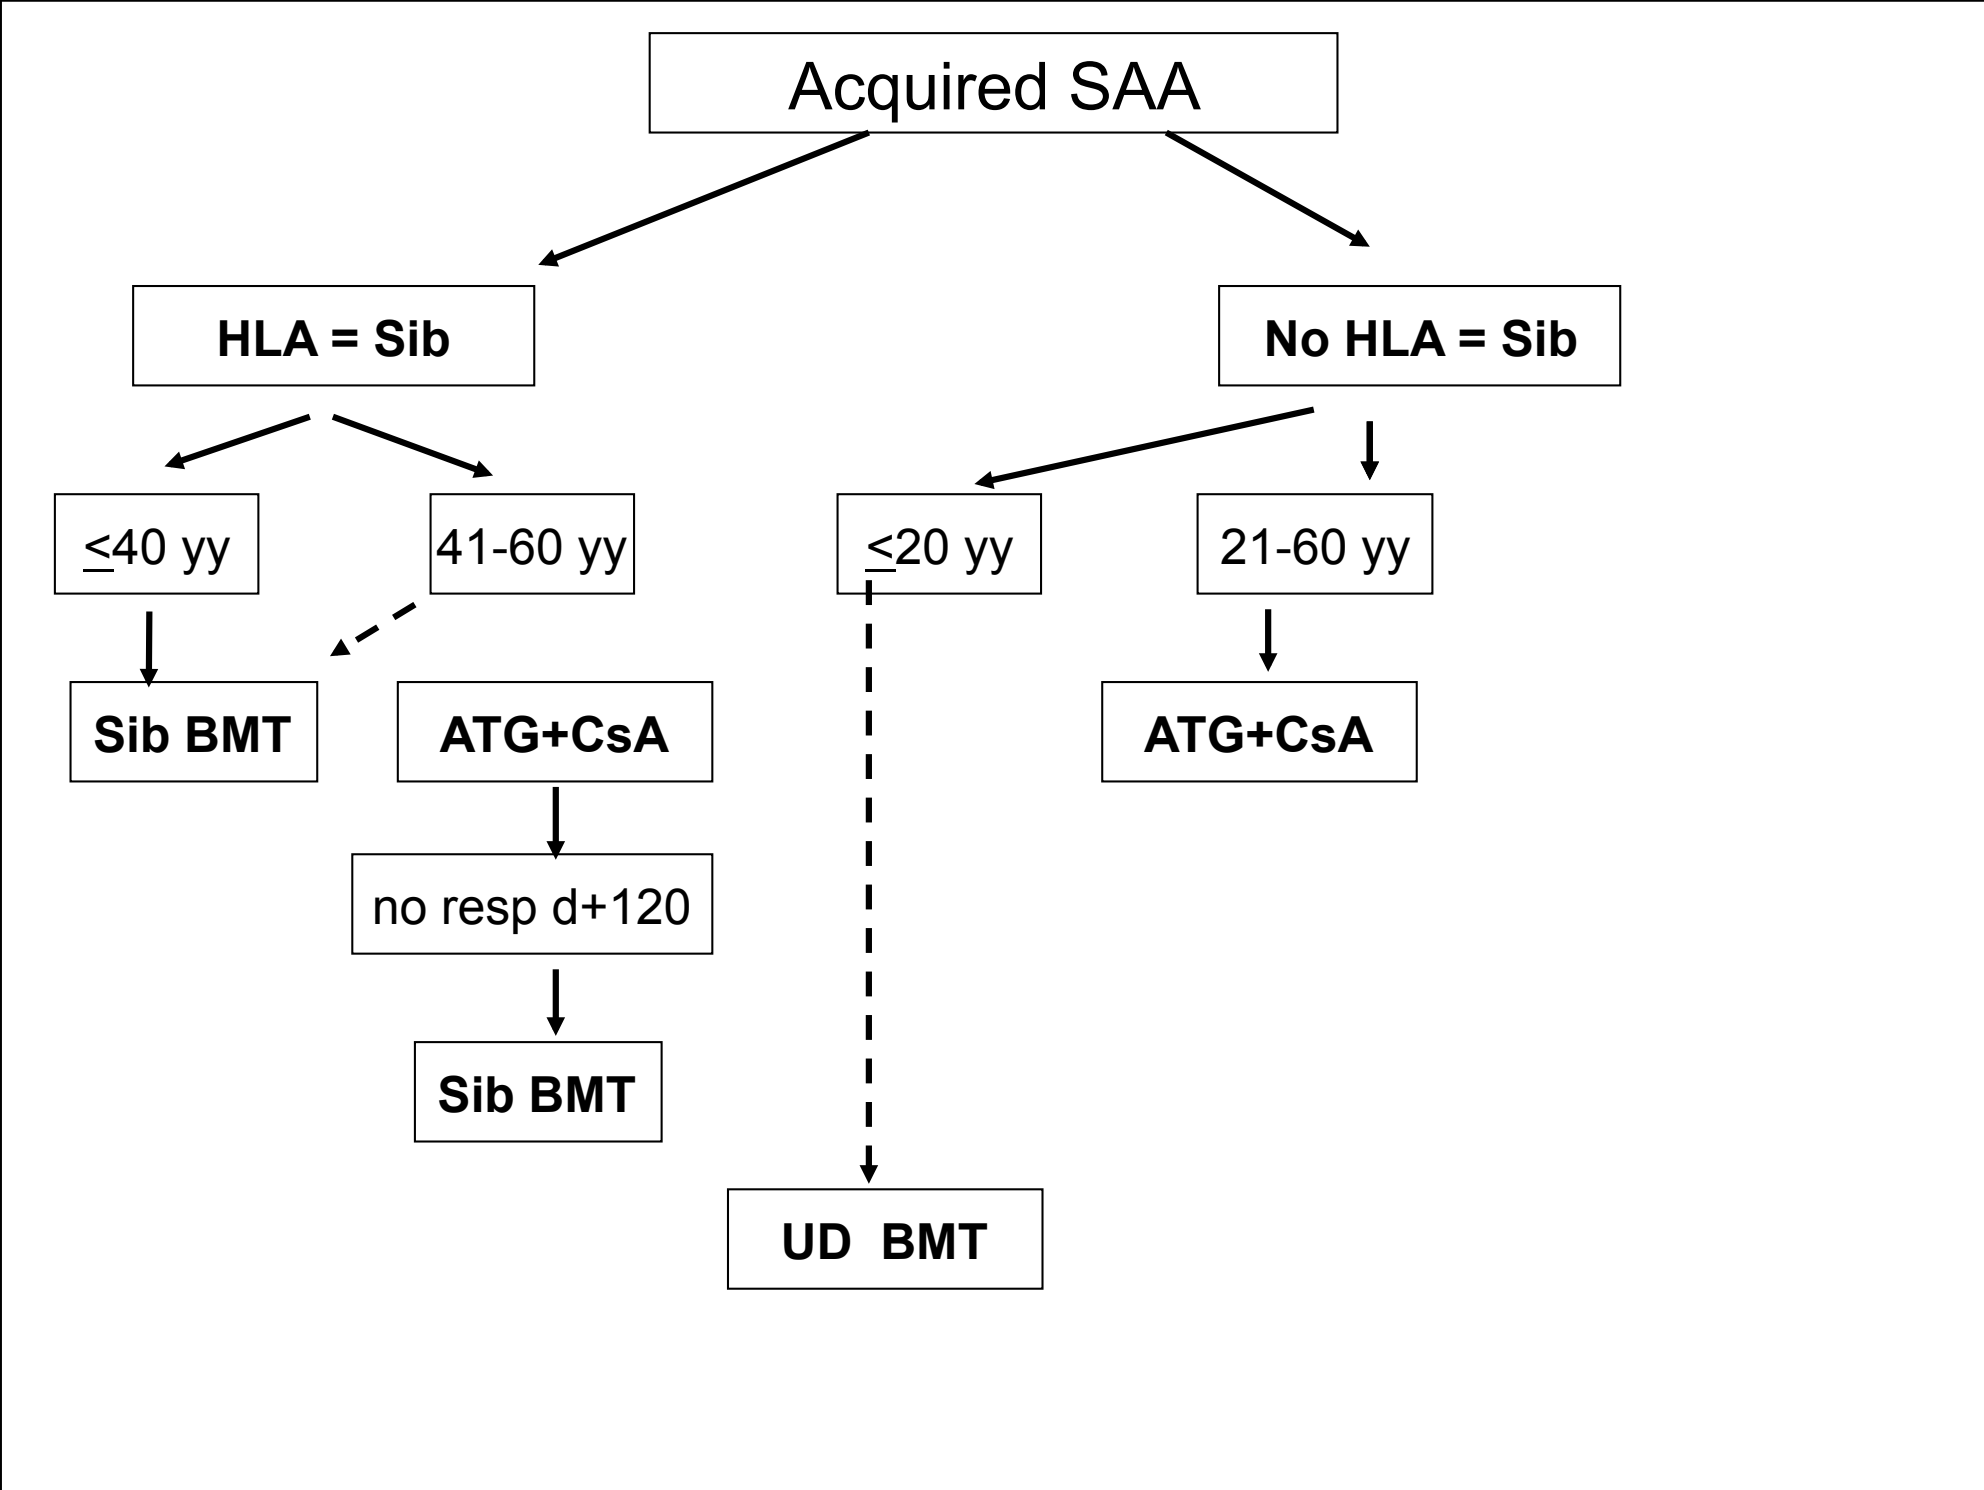 Acquired SAA
HLA = Sib
No HLA = Sib
<40 yy
41-60 yy
<20 yy
21-60 yy
Sib BMT
ATG+CsA
ATG+CsA
no resp d+120
Sib BMT
UD BMT